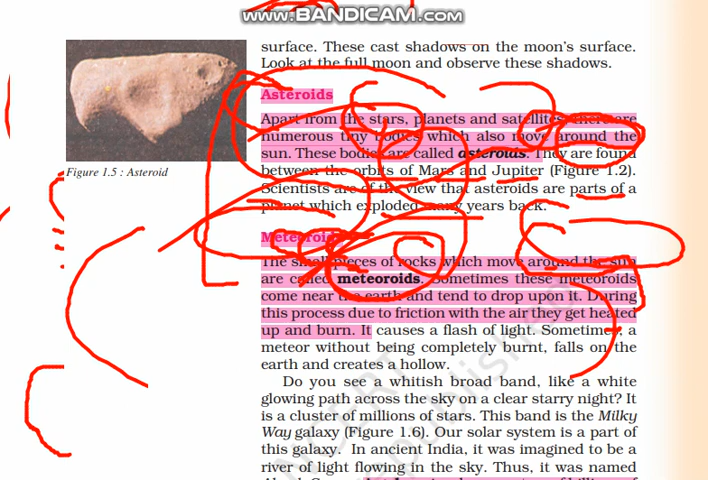 www.BANDICAM.com
surface. These cast shadows on the moon's surface.
Look at the full moon and observe these shadows.
Asteroids
Apart from the stars, planets and satellites, there are
numerous tiny bodies which also move around the
sun. These bodies are called asteroids. They are found
between the orbits of Mars and Jupiter (Figure 1.2).
Scientists are of the view that asteroids are parts of a
planet which exploded many years back.
Figure 1.5 : Asteroid
Meteoroids
The small pieces of rocks which move around the sun
are called meteoroids. Sometimes these meteoroids
come near the earth and tend to drop upon it. During
this process due to friction with the air they get heated
up and burn. It causes a flash of light. Sometimes, a
meteor without being completely burnt, falls on the
earth and creates a hollow.
Do you see a whitish broad band, like a white
glowing path across the sky on a clear starry night? It
is a cluster of millions of stars. This band is the Milky
Way galaxy (Figure 1.6). Our solar system is a part of
this galaxy. In ancient India, it was imagined to be a
river of light flowing in the sky. Thus, it was named